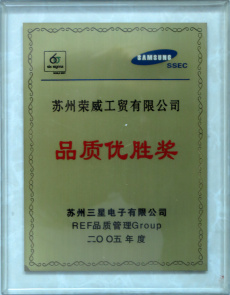 SAMSUNG
SSEC
苏州荣威工贸有限公司
品质优胜奖
苏州三星电子有限公司
REF品质管理Group
二〇〇五年度